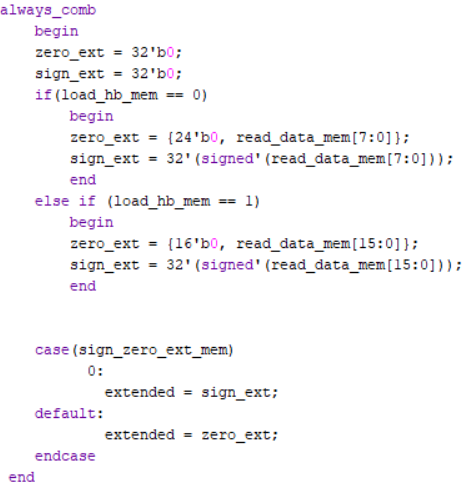 always_comb
begin
zero_ext = 32'b0;
sign_ext = 32'b0;
if(load_hb_mem == 0)
begin
zero_ext = {24'b0, read_data_mem[7:0]};
sign_ext = 32'(signed'(read_data_mem[7:0]));
end
else if (load_hb_mem == 1)
begin
zero_ext = {16'b0, read_data_mem[15:0]};
sign_ext = 32'(signed'(read_data_mem[15:0]));
end
case(sign_zero_ext_mem)
0:
extended = sign_ext;
default:
extended = zero_ext;
endcase
end